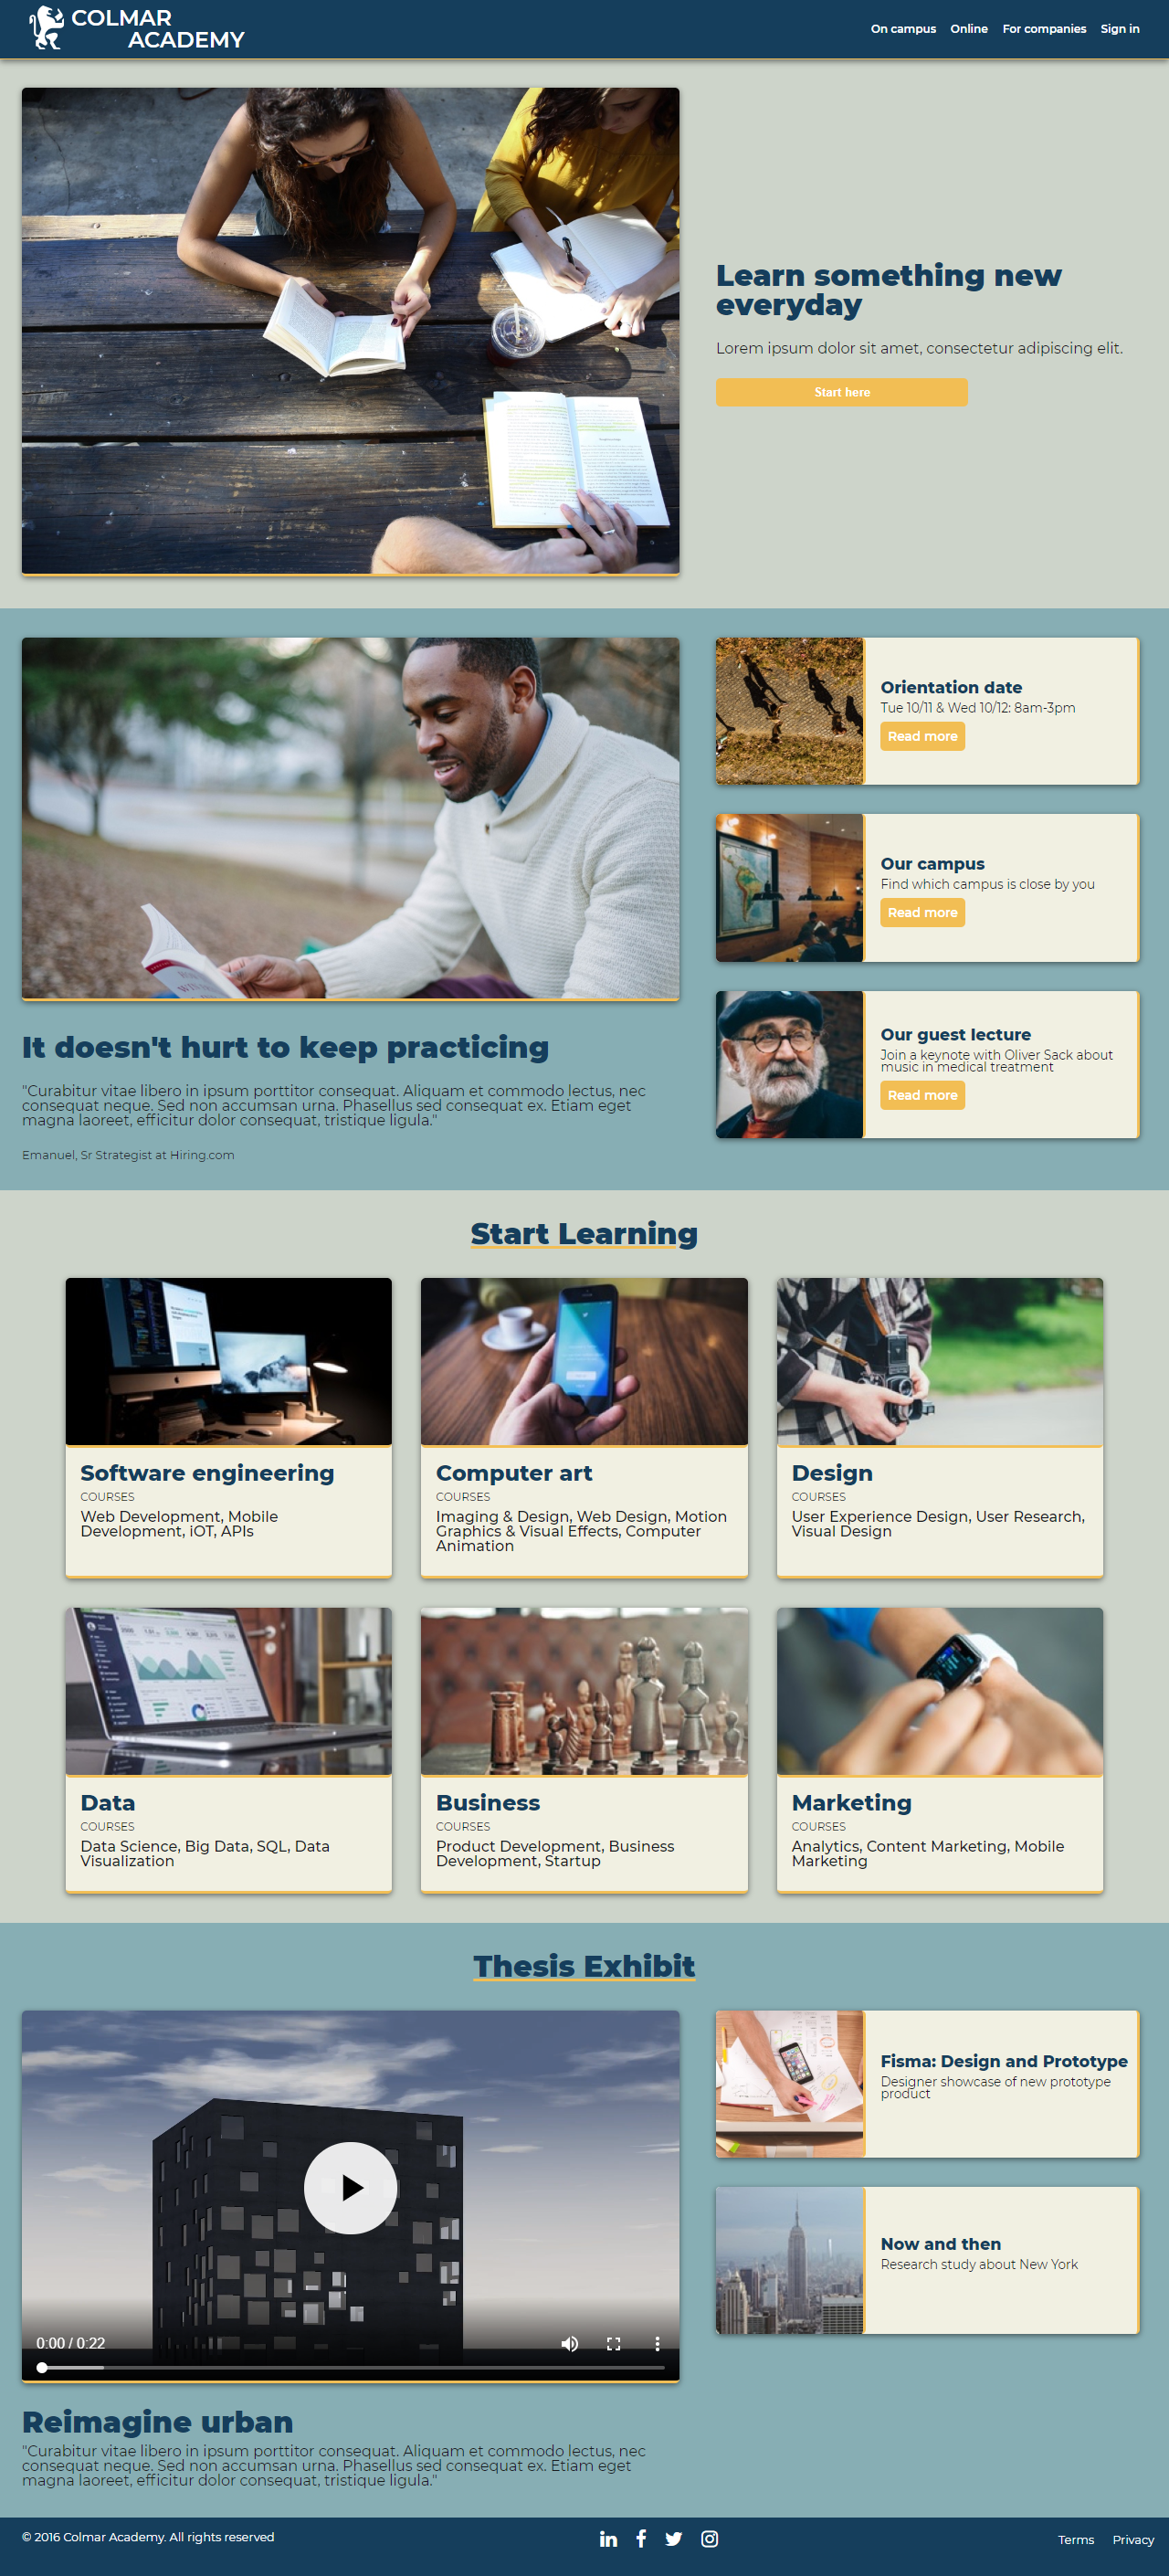 COLMAR
ACADEMY
On campus Online For companies Sign in
Learn something new
everyday
Lorem ipsum dolor sit amet, consectetur adipiscing elit.
Start here
Orientation date
Tue 10/11 & Wed 10/12: 8am-3pm
Read more
Our campus
Find which campus is close by you
Read more
Our guest lecture
Join a keynote with Oliver Sack about
music in medical treatment
Read more
It doesn't hurt to keep practicing
"Curabitur vitae libero in ipsum porttitor consequat. Aliquam et commodo lectus, nec
consequat neque. Sed non accumsan urna. Phasellus sed consequat ex. Etiam eget
magna laoreet, efficitur dolor consequat, tristique ligula."
Emanuel, Sr Strategist at Hiring.com
Start Learning
Software engineering
COURSES
Web Development, Mobile
Development, iOT, APIs
Computer art
COURSES
Imaging & Design, Web Design, Motion
Graphics & Visual Effects, Computer
Animation
Design
COURSES
User Experience Design, User Research,
Visual Design
Data
COURSES
Data Science, Big Data, SQL, Data
Visualization
Business
COURSES
Product Development, Business
Development, Startup
Marketing
COURSES
Analytics, Content Marketing, Mobile
Marketing
Thesis Exhibit
0:00 / 0:22
Fisma: Design and Prototype
Designer showcase of new prototype
product
Now and then
Research study about New York
Reimagine urban
"Curabitur vitae libero in ipsum porttitor consequat. Aliquam et commodo lectus, nec
consequat neque. Sed non accumsan urna. Phasellus sed consequat ex. Etiam eget
magna laoreet, efficitur dolor consequat, tristique ligula."
© 2016 Colmar Academy. All rights reserved
Terms Privacy